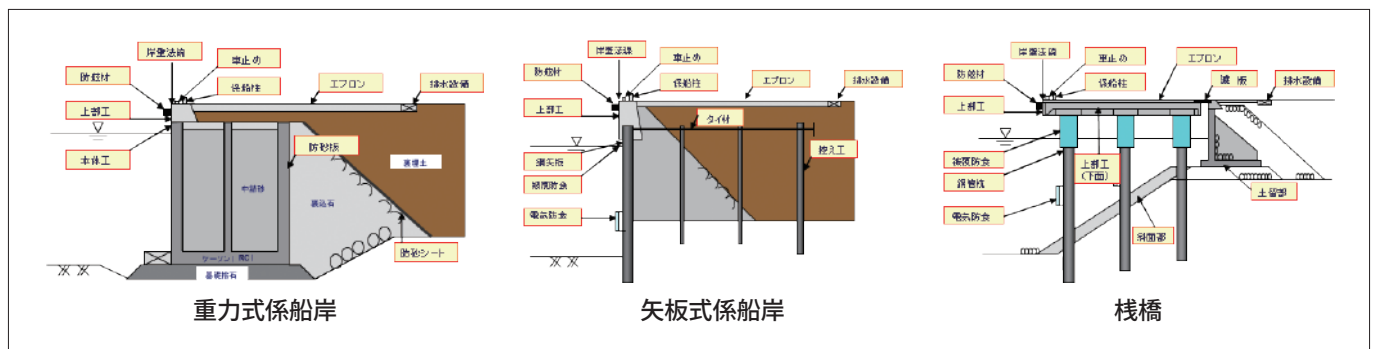 岸壁法線
車止め
防舷材
係船柱
エプロン
排水設備
上部工
本体工
防砂板
裏埋土
中詰砂
裏込石
防砂シート
ケーソン(RC)
基礎捨石
重力式係船岸
岸壁法線
車止め
防舷材
係船柱
エプロン
排水設備
上部工
タイ材
鋼矢板
控え工
被覆防食
電気防食
矢板式係船岸
岸壁法線
車止め
エプロン
防舷材
係船柱
渡版
排水設備
上部工
被覆防食
上部工
(下面)
鋼管杭
土留部
電気防食
斜面部
桟橋